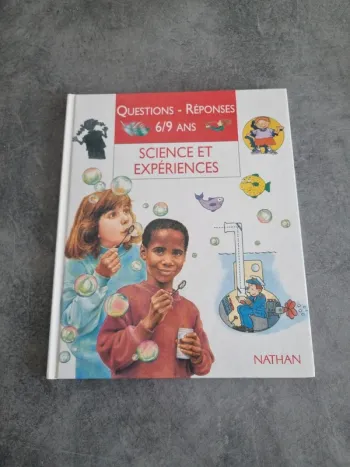 QUESTIONS - RÉPONSES
6/9 ANS
SCIENCE ET
EXPÉRIENCES
NATHAN